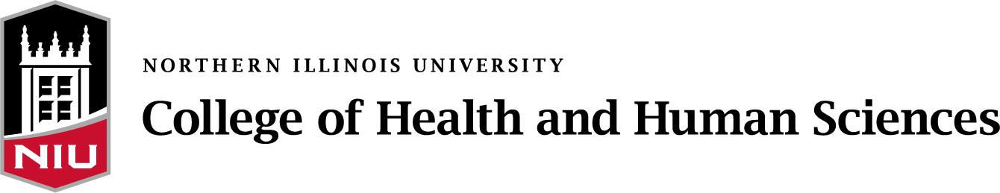 NORTHERN ILLINOIS UNIVERSITY
College of Health and Human Sciences
NIU